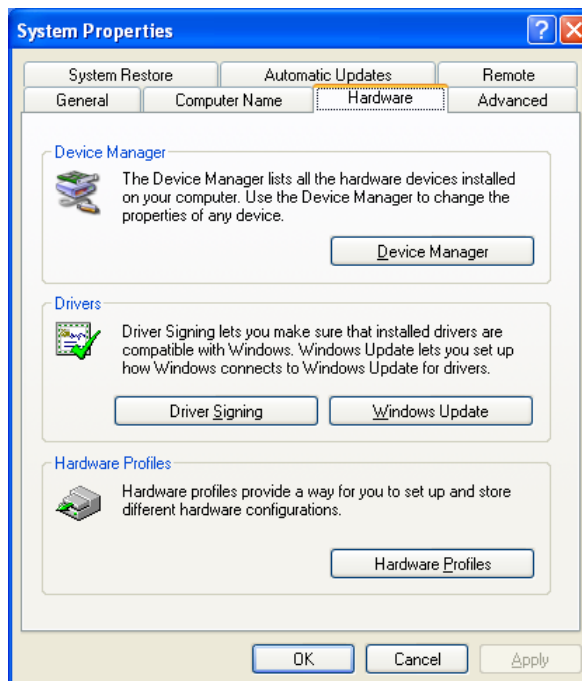 System Properties
System Restore Automatic Updates Remote
General Computer Name Hardware Advanced
Device Manager
The Device Manager lists all the hardware devices installed
on your computer. Use the Device Manager to change the
properties of any device.
Device Manager
Drivers
Driver Signing lets you make sure that installed drivers are
compatible with Windows. Windows Update lets you set up
how Windows connects to Windows Update for drivers.
Driver Signing Windows Update
Hardware Profiles
Hardware profiles provide a way for you to set up and store
different hardware configurations.
Hardware Profiles
OK Cancel Apply